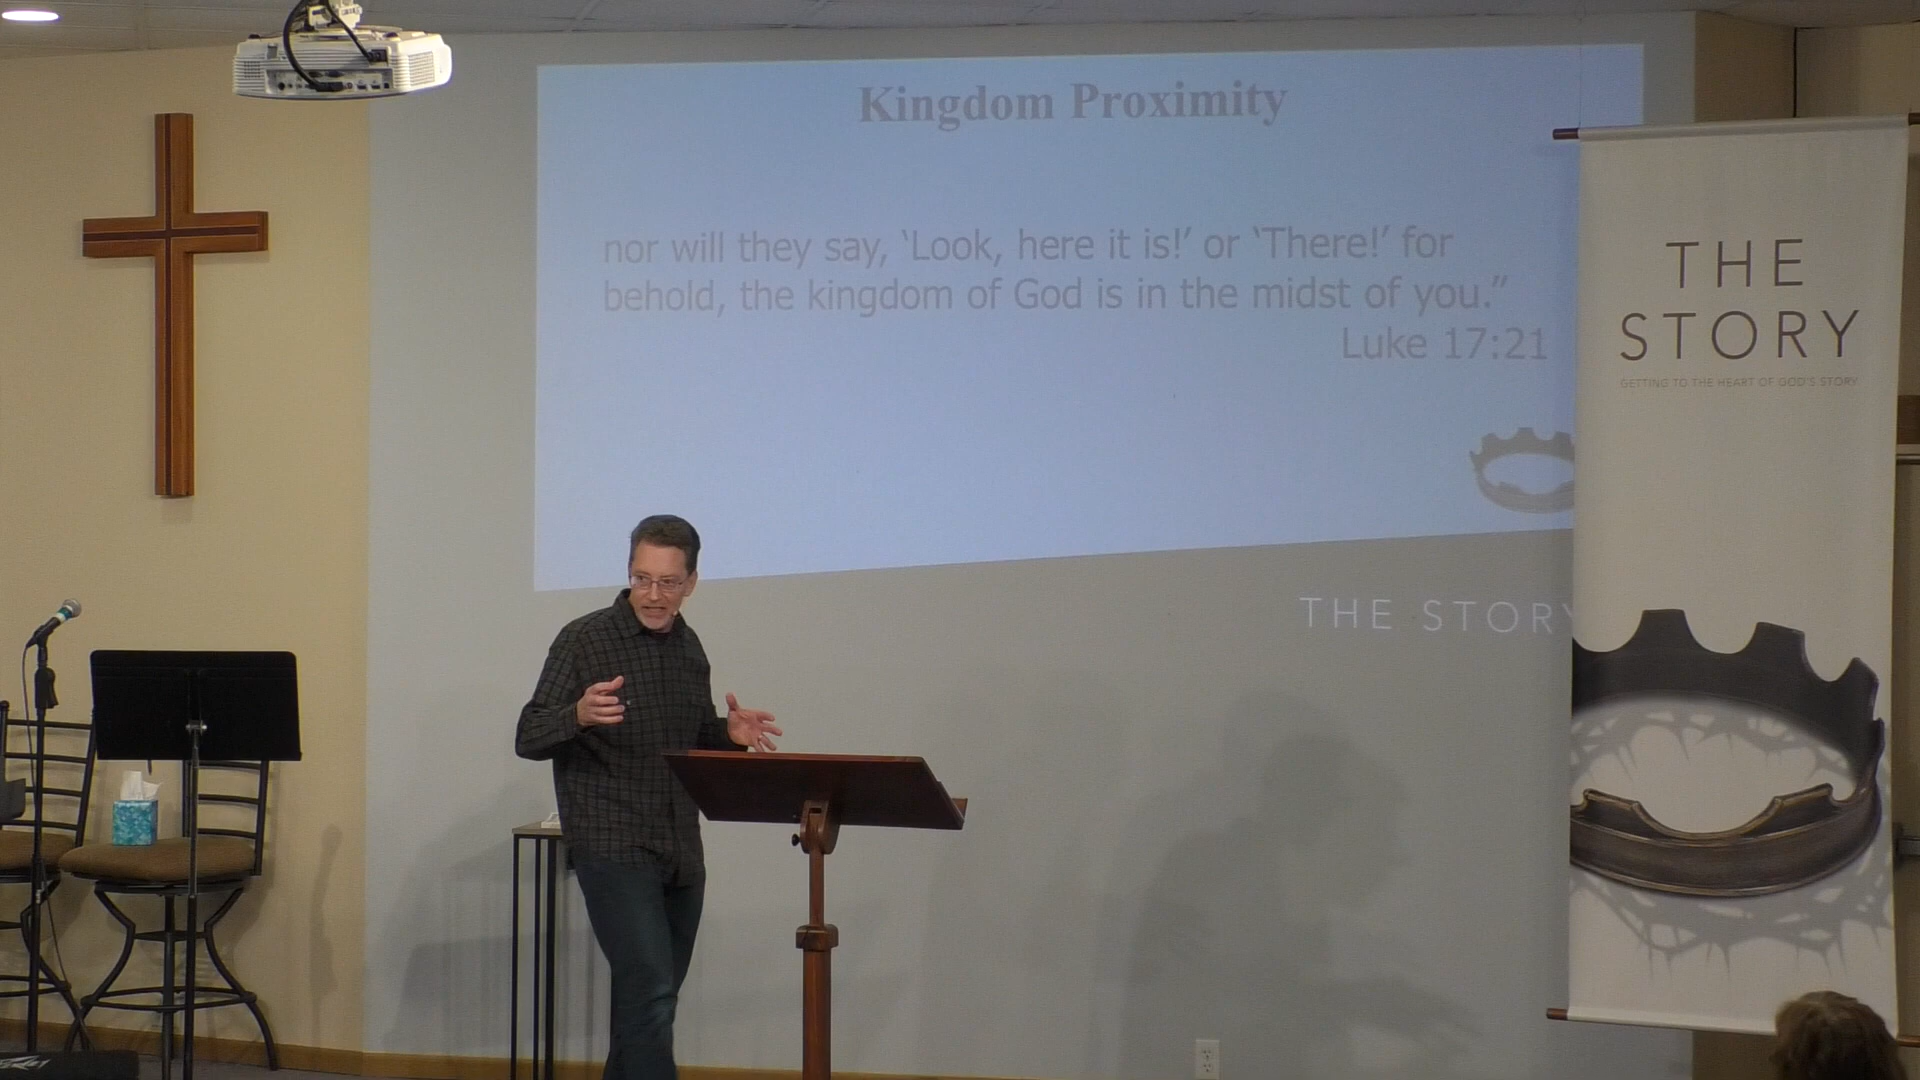 Kingdom Proximity
nor will they say, ‘Look, here it is!’ or ‘There!’ for
behold, the kingdom of God is in the midst of you.”
Luke 17:21
THE STORY
THE
STORY
GETTING TO THE HEART OF GOD'S STORY